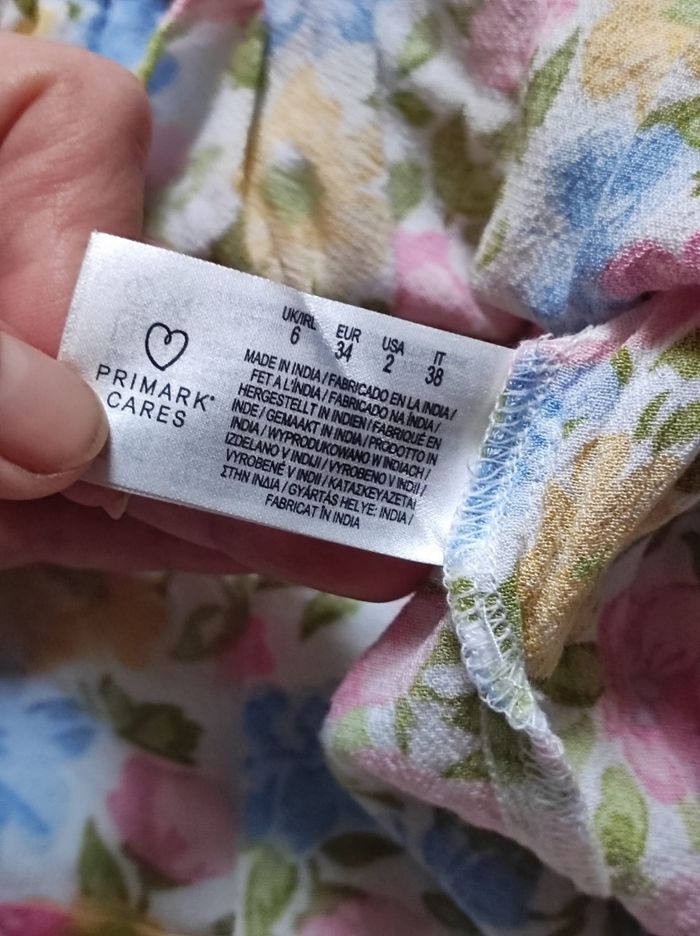 PRIMARK®
CARES
UK/IRL EUR USA IT
6 34 2 38
MADE IN INDIA / FABRICADO EN LA INDIA /
FET A L'ÍNDIA / FABRICADO NA ÍNDIA /
HERGESTELLT IN INDIEN / FABRIQUÉ EN
INDE / GEMAAKT IN INDIA / PRODOTTO IN
INDIA / WYPRODUKOWANO W INDIACH /
IZDELANO V INDIJI / VYROBENO V INDII /
VYROBENÉ V INDII / ΚΑΤΑΣΚΕΥΑΖΕΤΑΙ
ΣΤΗΝ ΙΝΔΙΑ / GYÁRTÁS HELYE: INDIA /
FABRICAT ÎN INDIA